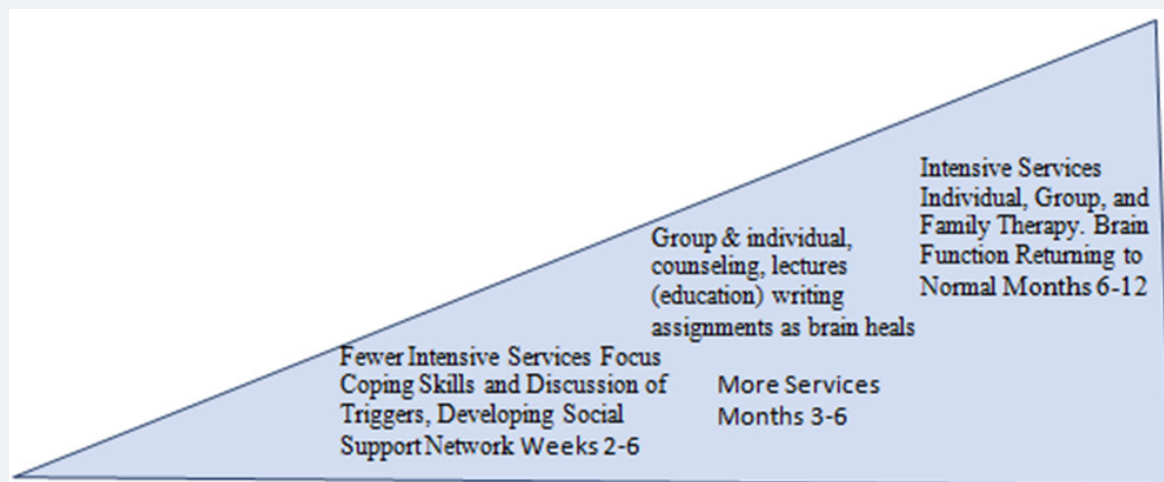 Fewer Intensive Services Focus
Coping Skills and Discussion of
Triggers, Developing Social
Support Network Weeks 2-6
Group & individual,
counseling, lectures
(education) writing
assignments as brain heals
More Services
Months 3-6
Intensive Services
Individual, Group, and
Family Therapy. Brain
Function Returning to
Normal Months 6-12